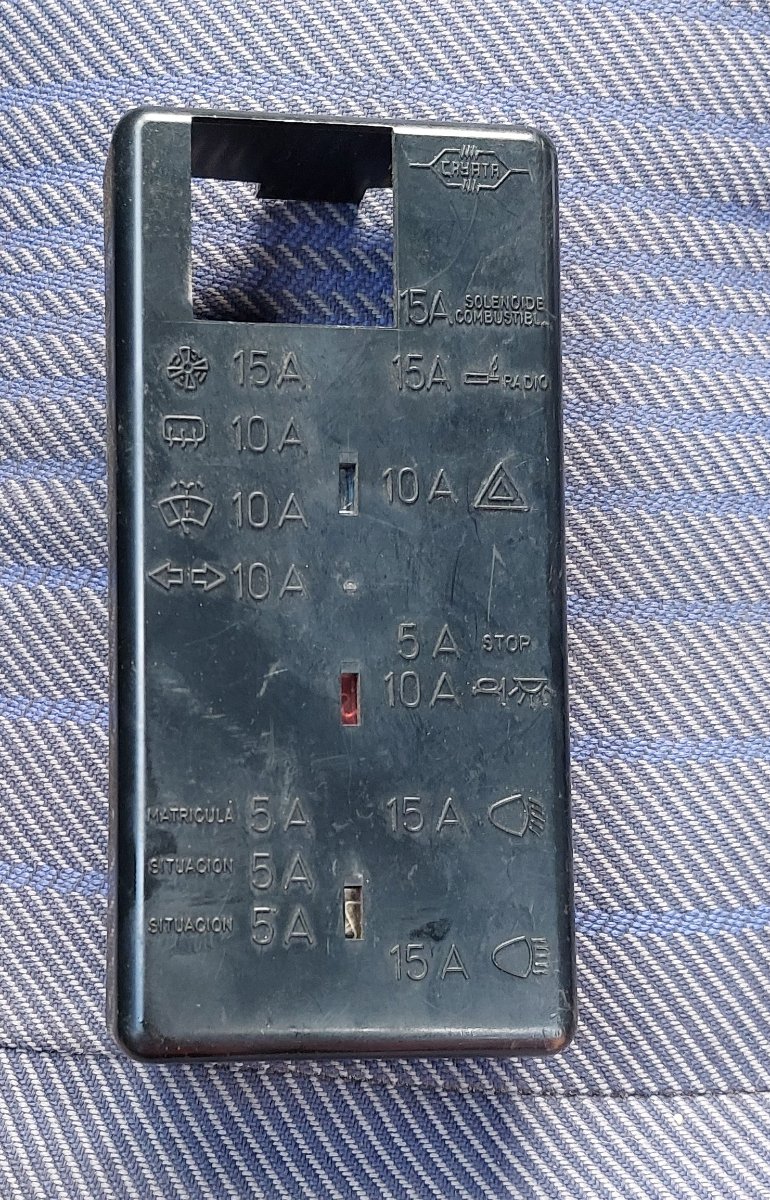 CAYATA
15A SOLENOIDE
COMBUSTIBL
15A 15A RADIO
10A
10A
10A
10A
5A STOP
10A
MATRICULA 5A 15A
SITUACION 5A
SITUACION 5A
15A